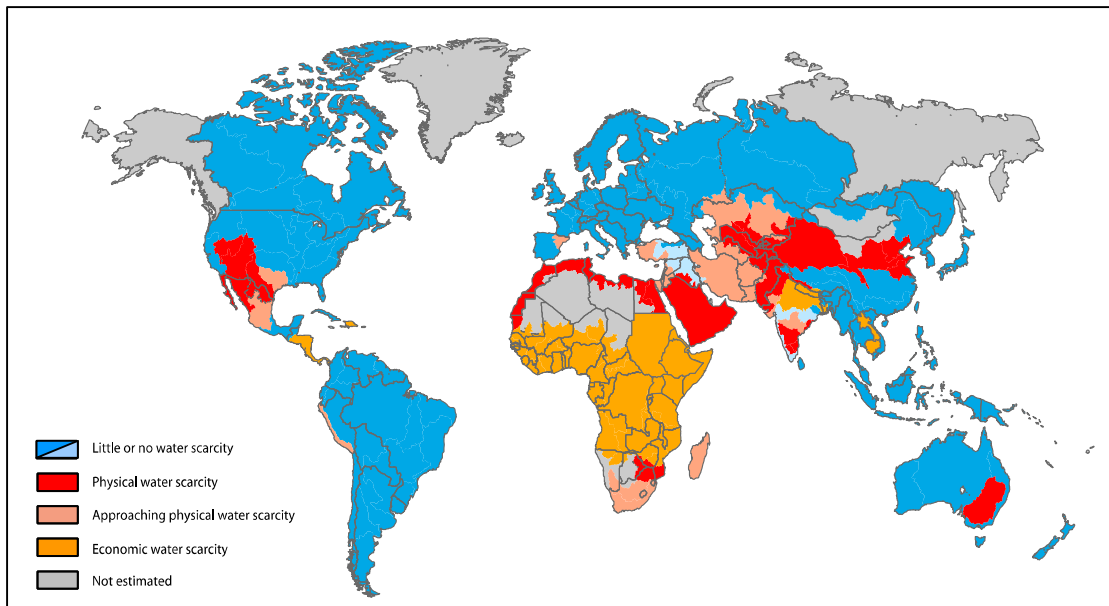 Little or no water scarcity
Physical water scarcity
Approaching physical water scarcity
Economic water scarcity
Not estimated